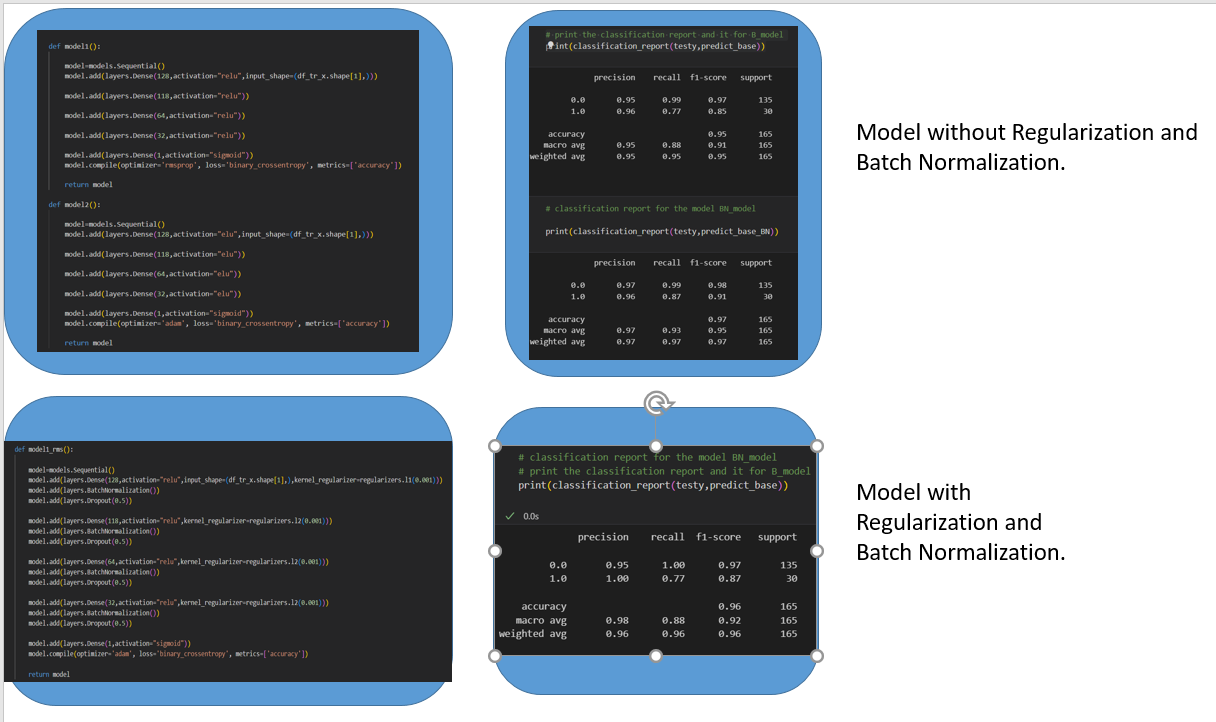 def model1():
model=models.Sequential()
model.add(layers.Dense(128,activation="relu",input_shape=(df_tr_x.shape[1],)))
model.add(layers.Dense(118,activation="relu"))
model.add(layers.Dense(64,activation="relu"))
model.add(layers.Dense(32,activation="relu"))
model.add(layers.Dense(1,activation="sigmoid"))
model.compile(optimizer='rmsprop', loss='binary_crossentropy', metrics=['accuracy'])
return model
def model2():
model=models.Sequential()
model.add(layers.Dense(128,activation="elu",input_shape=(df_tr_x.shape[1],)))
model.add(layers.Dense(118,activation="elu"))
model.add(layers.Dense(64,activation="elu"))
model.add(layers.Dense(32,activation="elu"))
model.add(layers.Dense(1,activation="sigmoid"))
model.compile(optimizer='adam', loss='binary_crossentropy', metrics=['accuracy'])
return model
# print the classification report and it for B_model
print(classification_report(testy,predict_base))
precision recall f1-score support
0.0 0.95 0.99 0.97 135
1.0 0.96 0.77 0.85 30
accuracy 0.95 165
macro avg 0.95 0.88 0.91 165
weighted avg 0.95 0.95 0.95 165
# classification report for the model BN_model
print(classification_report(testy,predict_base_BN))
precision recall f1-score support
0.0 0.97 0.99 0.98 135
1.0 0.96 0.87 0.91 30
accuracy 0.97 165
macro avg 0.97 0.93 0.95 165
weighted avg 0.97 0.97 0.97 165
Model without Regularization and
Batch Normalization.
def model1_rms():
model=models.Sequential()
model.add(layers.Dense(128,activation="relu",input_shape=(df_tr_x.shape[1],),kernel_regularizer=regularizers.l1(0.001)))
model.add(layers.BatchNormalization())
model.add(layers.Dropout(0.5))
model.add(layers.Dense(118,activation="relu",kernel_regularizer=regularizers.l2(0.001)))
model.add(layers.BatchNormalization())
model.add(layers.Dropout(0.5))
model.add(layers.Dense(64,activation="relu",kernel_regularizer=regularizers.l2(0.001)))
model.add(layers.BatchNormalization())
model.add(layers.Dropout(0.5))
model.add(layers.Dense(32,activation="relu",kernel_regularizer=regularizers.l2(0.001)))
model.add(layers.BatchNormalization())
model.add(layers.Dropout(0.5))
model.add(layers.Dense(1,activation="sigmoid"))
model.compile(optimizer='adam', loss='binary_crossentropy', metrics=['accuracy'])
return model
# classification report for the model BN_model
# print the classification report and it for B_model
print(classification_report(testy,predict_base))
0.0s
precision recall f1-score support
0.0 0.95 1.00 0.97 135
1.0 1.00 0.77 0.87 30
accuracy 0.96 165
macro avg 0.98 0.88 0.92 165
weighted avg 0.96 0.96 0.96 165
Model with
Regularization and
Batch Normalization.